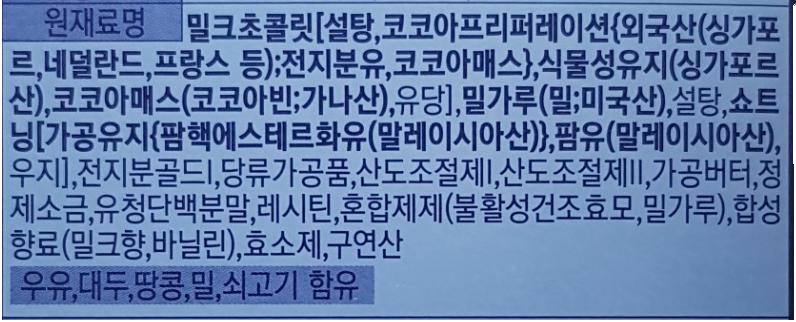 원재료명 밀크초콜릿[설탕,코코아프리퍼레이션{외국산(싱가포
르,네덜란드,프랑스 등);전지분유,코코아매스},식물성유지(싱가포르
산),코코아매스(코코아빈;가나산),유당],밀가루(밀;미국산),설탕,쇼트
닝[가공유지{팜핵에스테르화유(말레이시아산)},팜유(말레이시아산),
우지],전지분골드I,당류가공품,산도조절제I,산도조절제II,가공버터,정
제소금,유청단백분말,레시틴,혼합제제(불활성건조효모,밀가루),합성
향료(밀크향,바닐린),효소제,구연산
우유,대두,땅콩,밀,쇠고기 함유